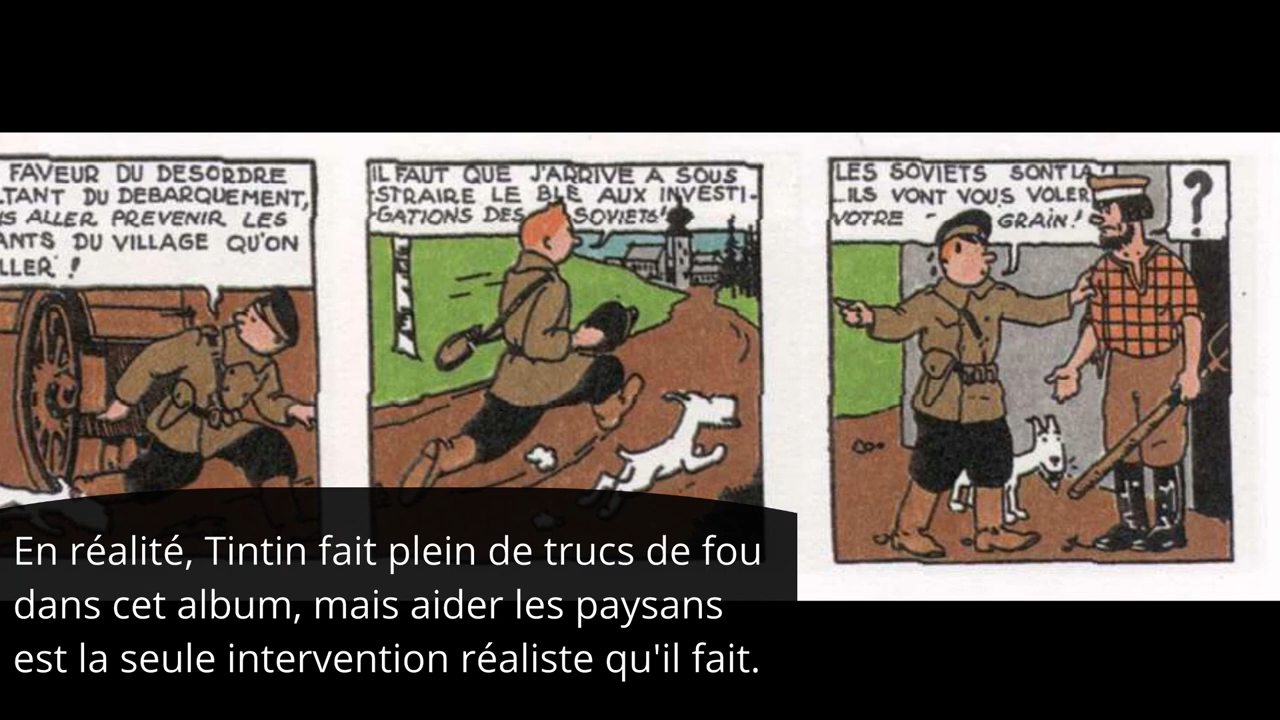 FAVEUR DU DESORDRE
TANT DU DEBARQUEMENT,
ALLER PREVENIR LES
ANTS DU VILLAGE QU'ON
LLER !
IL FAUT QUE J'ARRIVE A SOUS
-STRAIRE LE BLE AUX INVESTI-
-GATIONS DES SOVIETS!
LES SOVIETS SONT LA
..ILS VONT VOUS VOLER
VOTRE - GRAIN!
?
En réalité, Tintin fait plein de trucs de fou
dans cet album, mais aider les paysans
est la seule intervention réaliste qu'il fait.